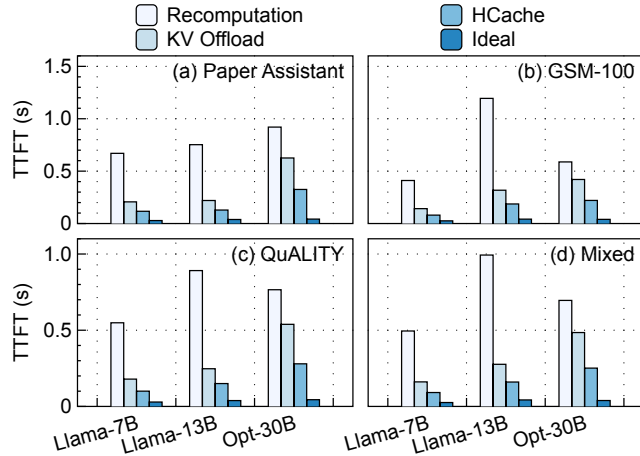 Recomputation
HCache
KV Offload
Ideal
TTFT (s)
1.5
1.0
0.5
0
(a) Paper Assistant
(b) GSM-100
TTFT (s)
1.0
0.5
0
(c) QuALITY
(d) Mixed
Llama-7B
Llama-13B
Opt-30B
Llama-7B
Llama-13B
Opt-30B